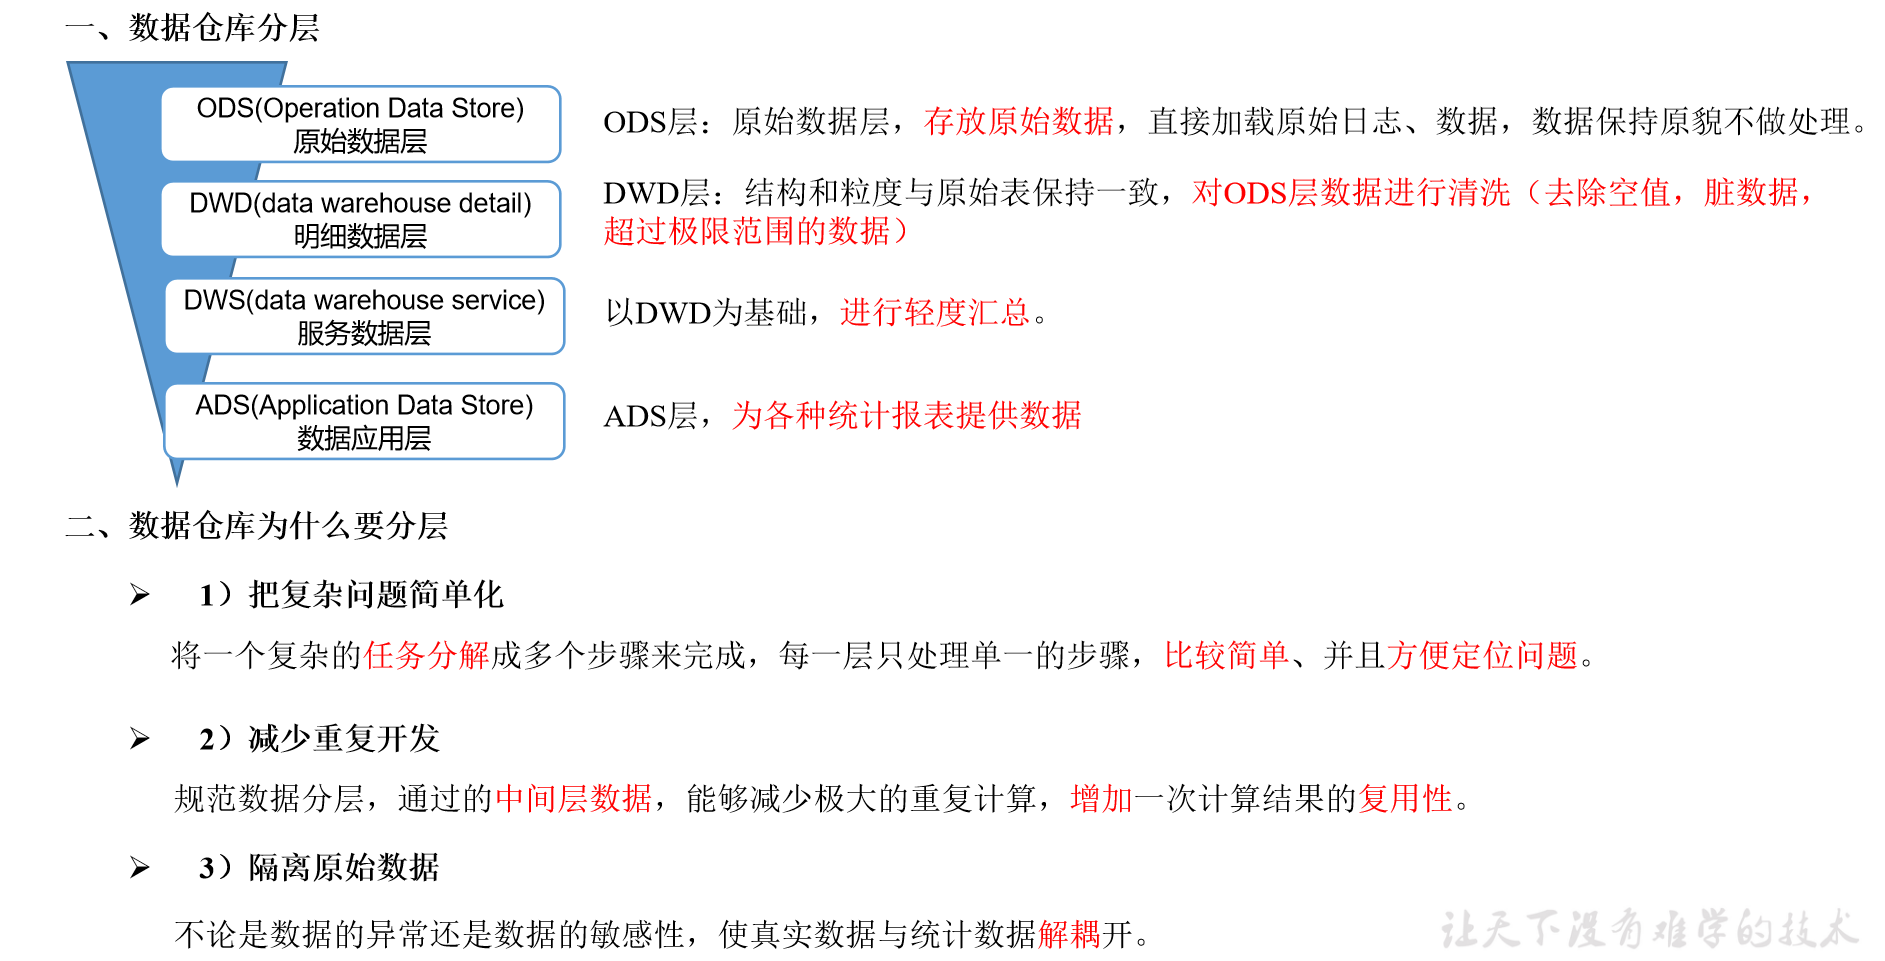 一、数据仓库分层
ODS(Operation Data Store)
原始数据层
ODS层：原始数据层，存放原始数据，直接加载原始日志、数据，数据保持原貌不做处理。
DWD(data warehouse detail)
明细数据层
DWD层：结构和粒度与原始表保持一致，对ODS层数据进行清洗（去除空值，脏数据，
超过极限范围的数据）
DWS(data warehouse service)
服务数据层
以DWD为基础，进行轻度汇总。
ADS(Application Data Store)
数据应用层
ADS层，为各种统计报表提供数据
二、数据仓库为什么要分层
1）把复杂问题简单化
将一个复杂的任务分解成多个步骤来完成，每一层只处理单一的步骤，比较简单、并且方便定位问题。
2）减少重复开发
规范数据分层，通过的中间层数据，能够减少极大的重复计算，增加一次计算结果的复用性。
3）隔离原始数据
不论是数据的异常还是数据的敏感性，使真实数据与统计数据解耦开。
让天下没有难学的技术